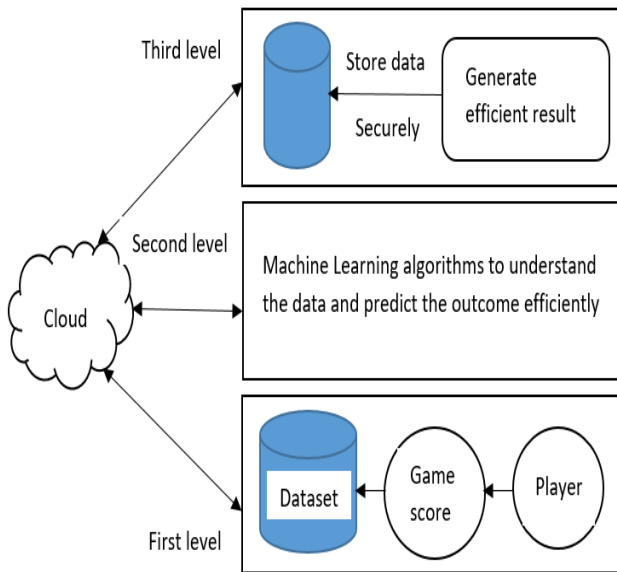 Third level
Store data
Securely
Generate
efficient result
Second level
Machine Learning algorithms to understand
the data and predict the outcome efficiently
Cloud
Dataset
Game
score
Player
First level